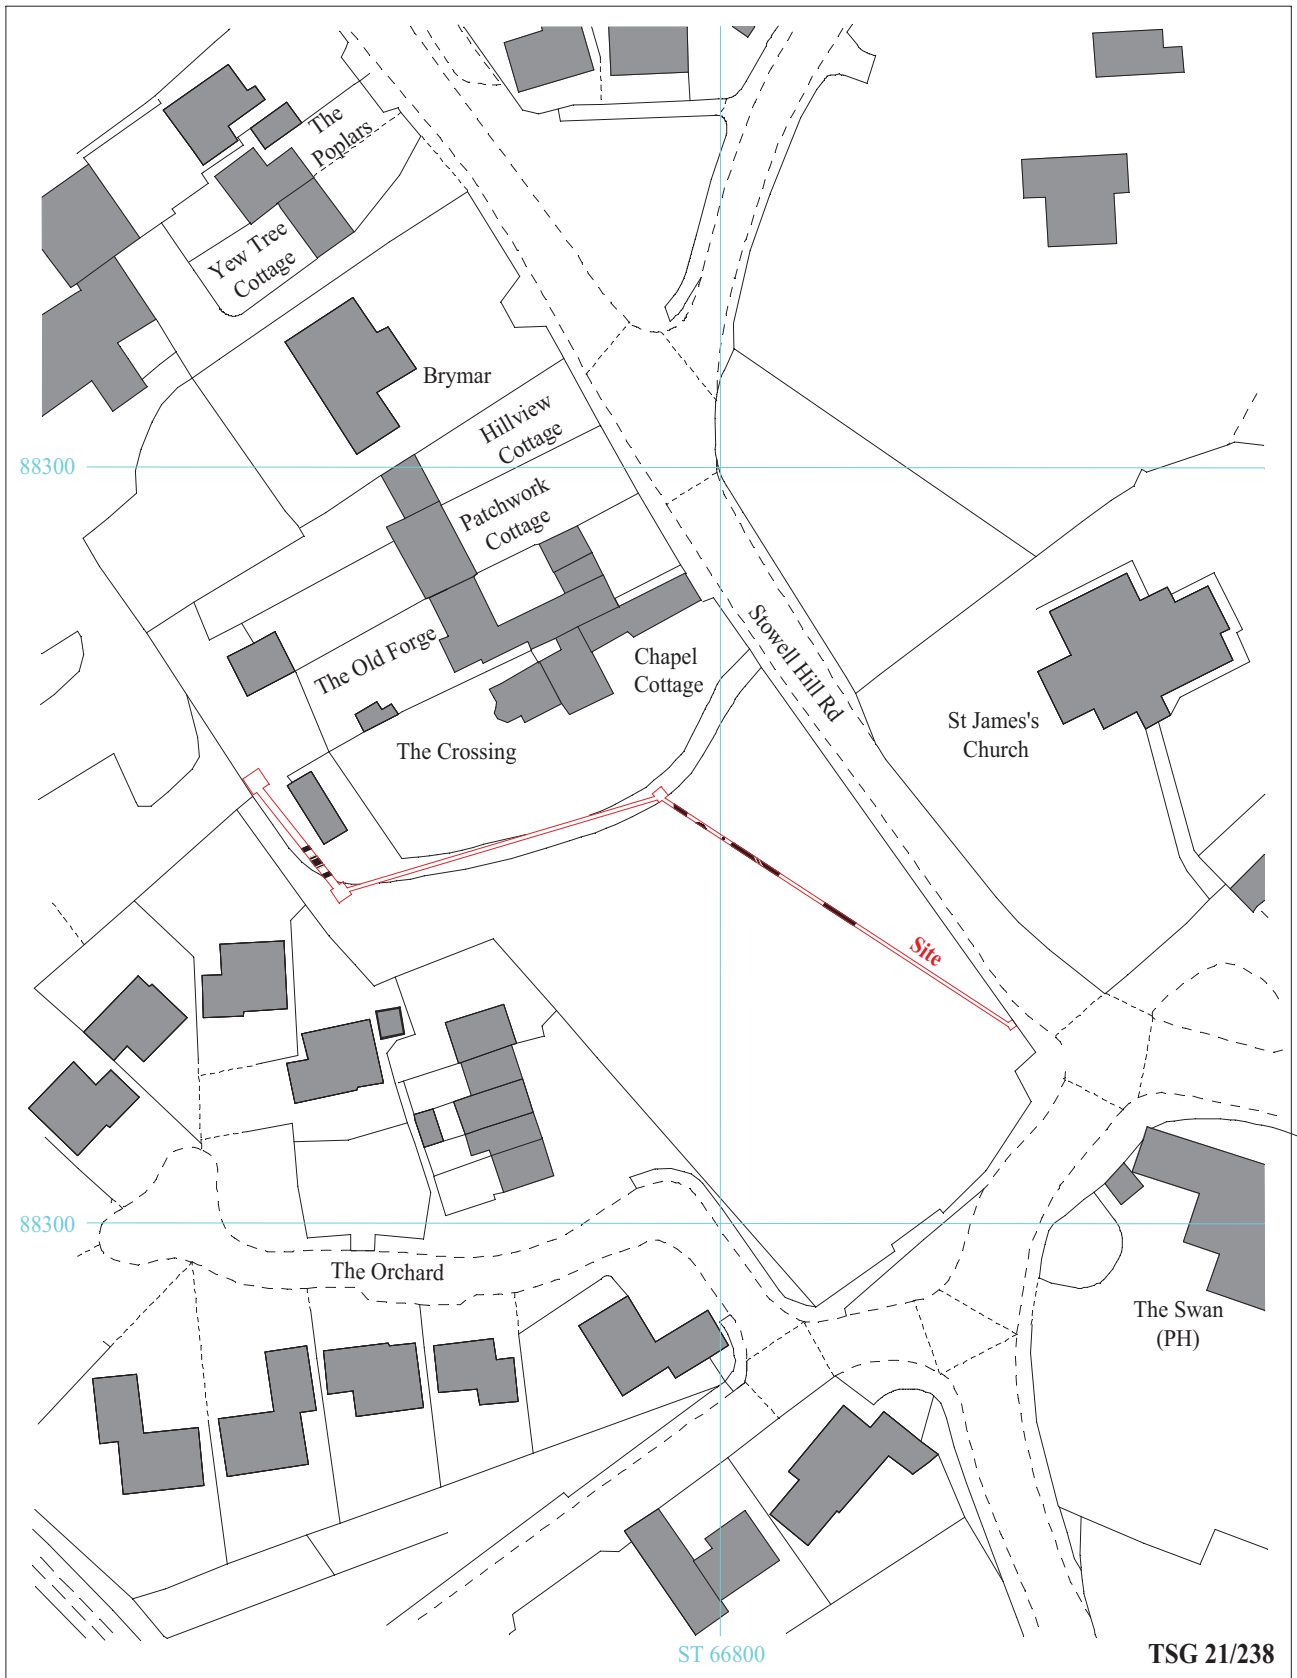 The
Poplars
Yew Tree
Cottage
Brymar
Hillview
Cottage
88300
Patchwork
Cottage
The Old Forge
Chapel
Cottage
Stowell Hill Rd
St James's
Church
The Crossing
Site
88300
The Orchard
The Swan
(PH)
ST 66800
TSG 21/238